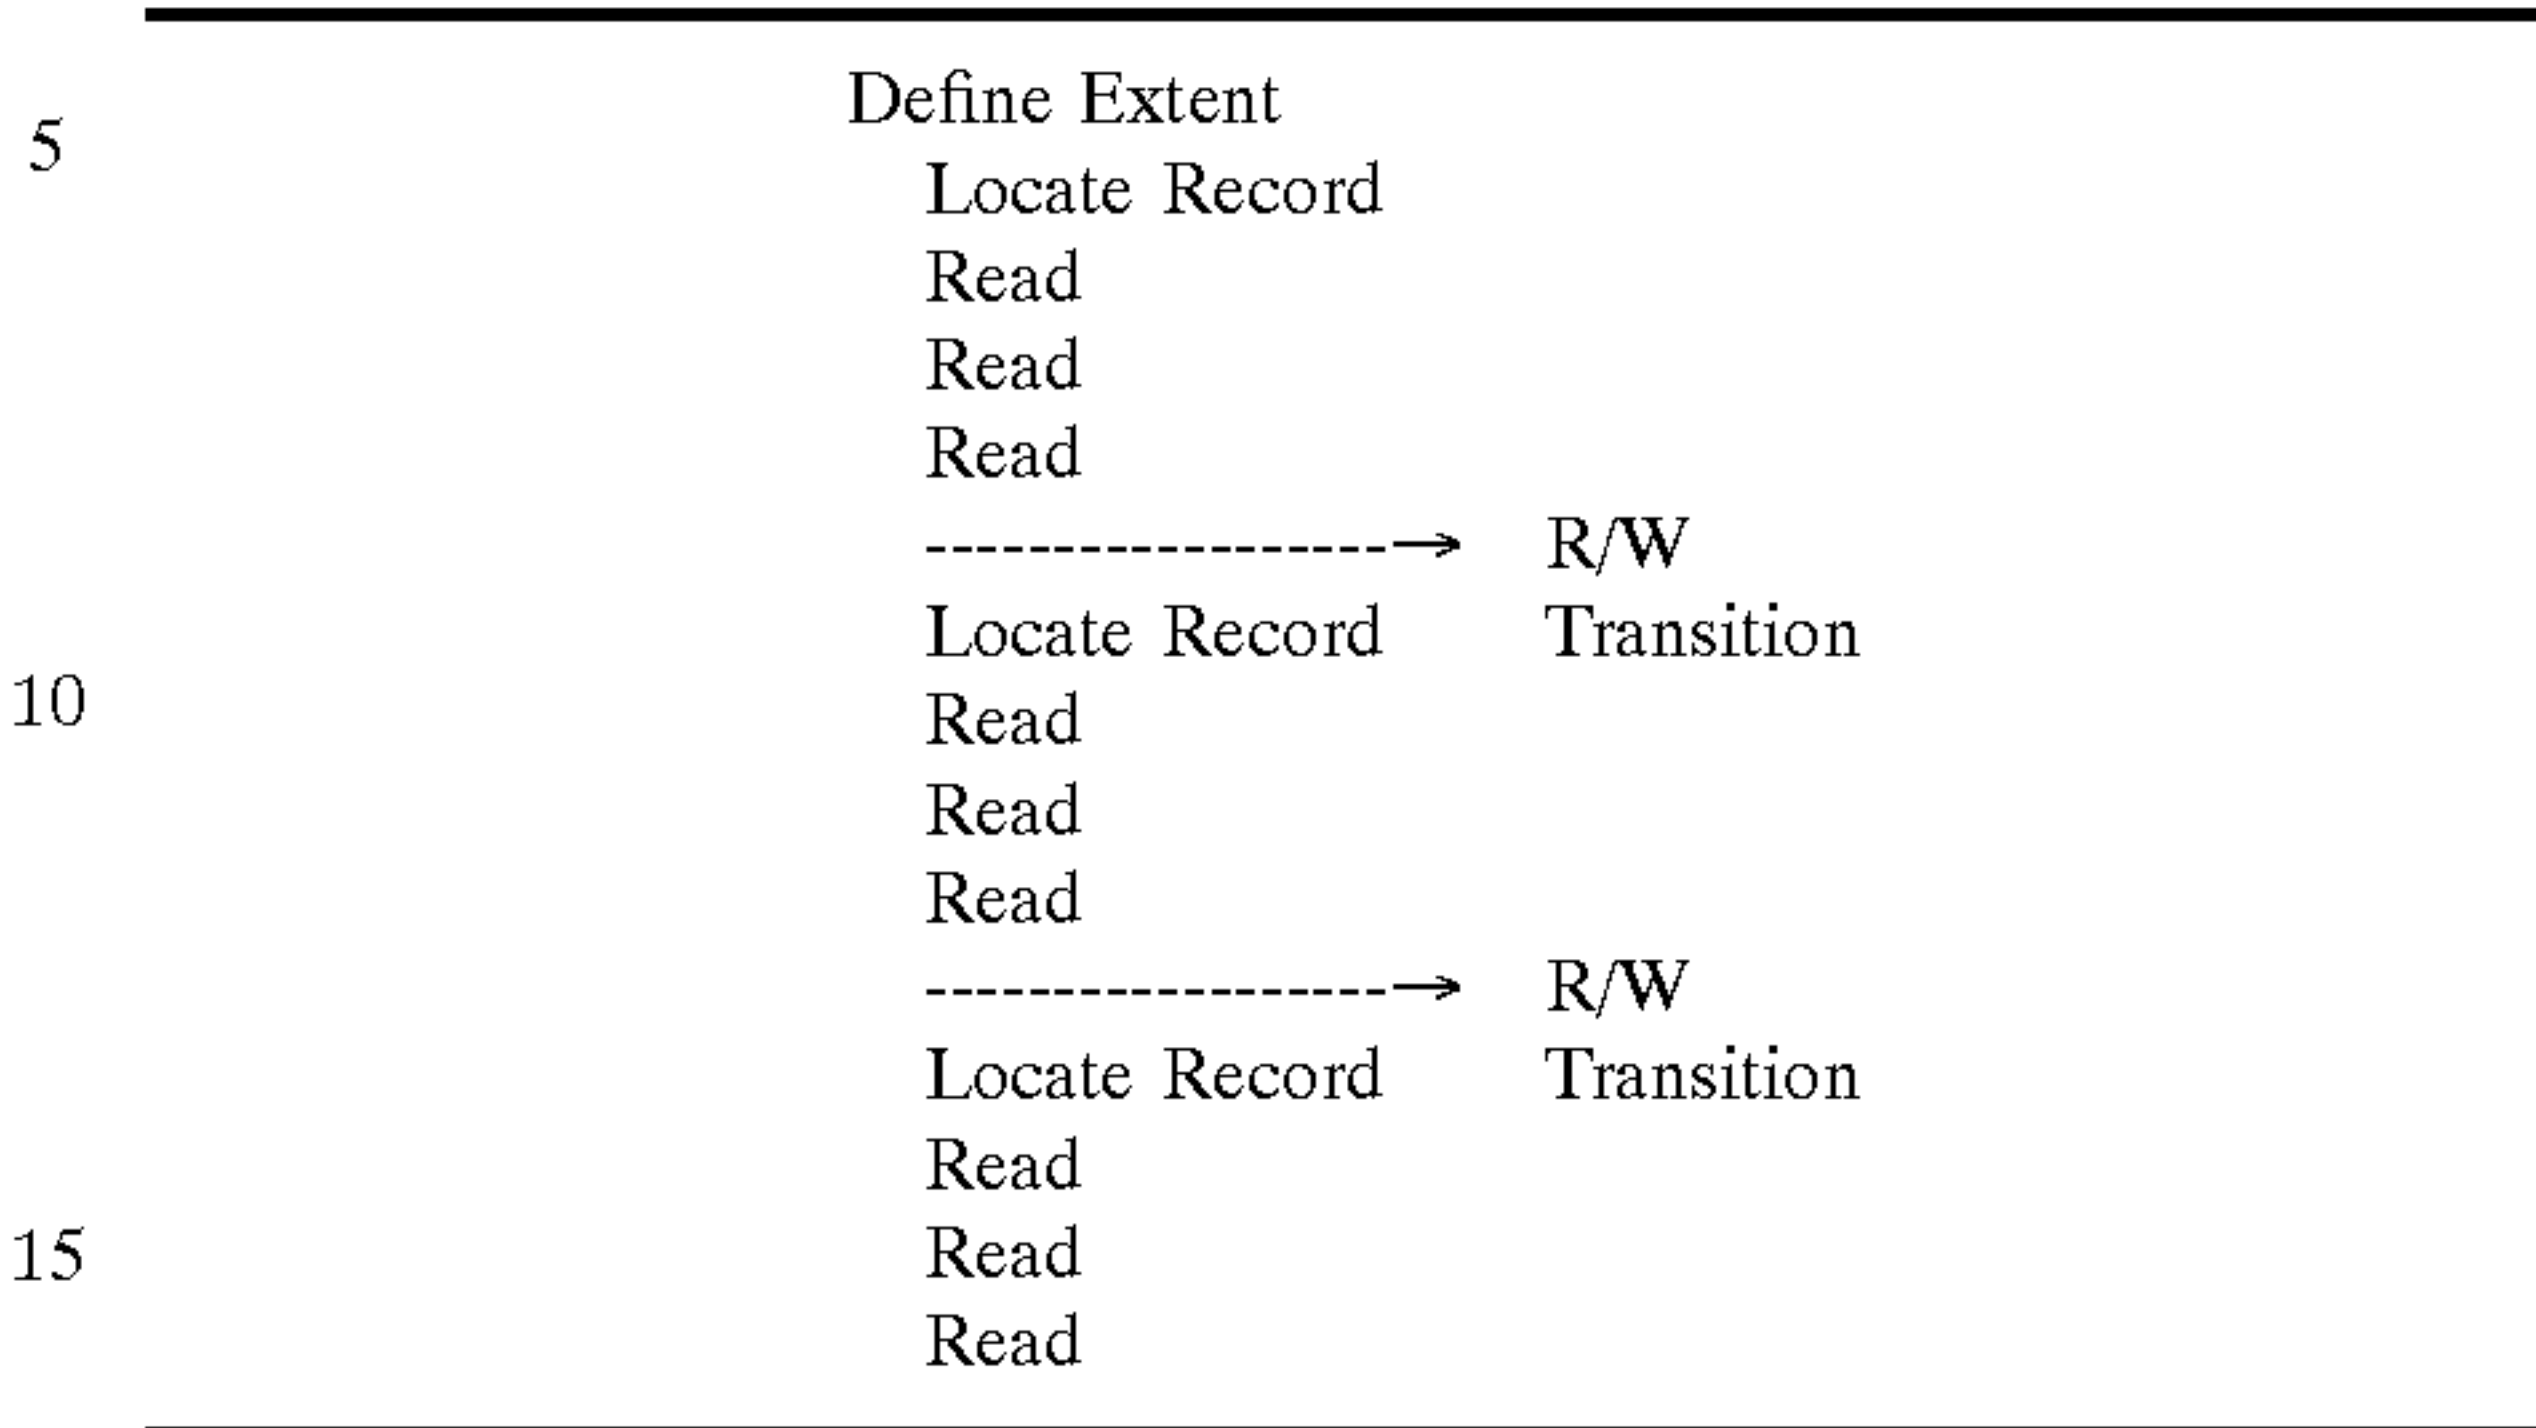 Define Extent
5
Locate Record
Read
Read
Read
-------------------→ R/W
Locate Record Transition
10
Read
Read
Read
-------------------→ R/W
Locate Record Transition
Read
15
Read
Read